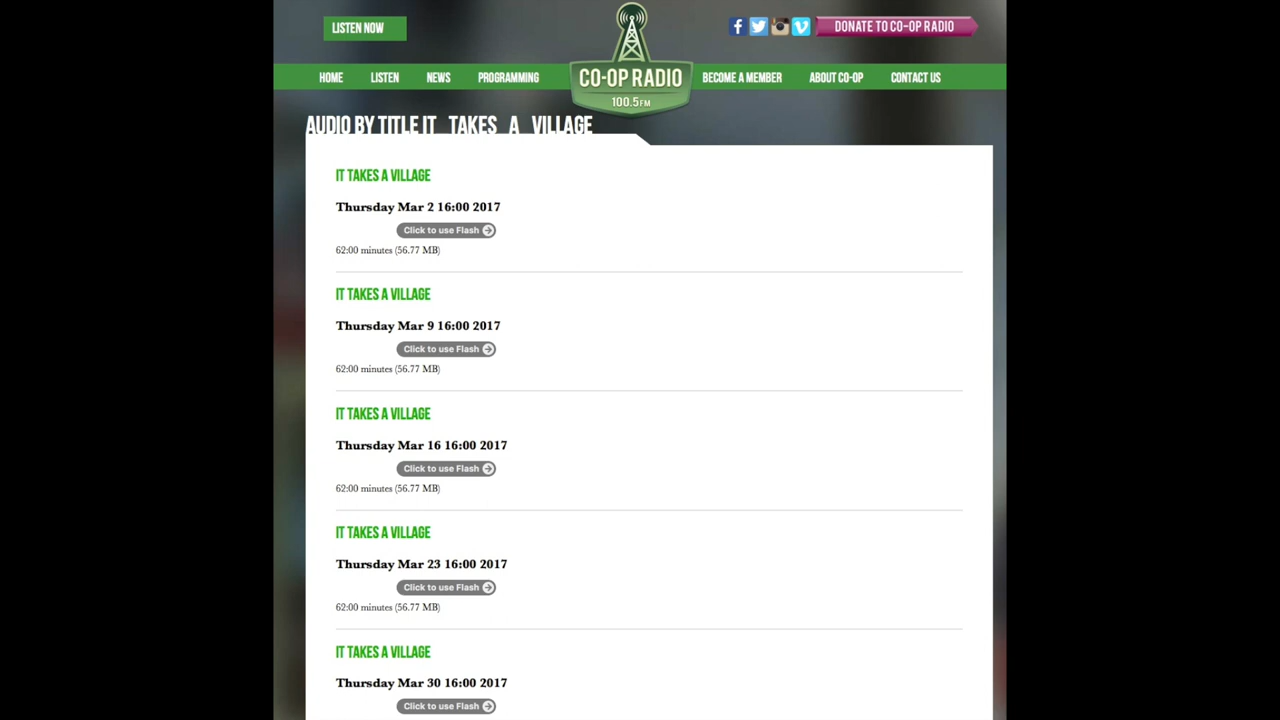 LISTEN NOW
DONATE TO CO-OP RADIO
HOME LISTEN NEWS PROGRAMMING CO-OP RADIO BECOME A MEMBER ABOUT CO-OP CONTACT US
100.5 FM
AUDIO BY TITLE IT TAKES A VILLAGE
IT TAKES A VILLAGE
Thursday Mar 2 16:00 2017
Click to use Flash
62:00 minutes (56.77 MB)
IT TAKES A VILLAGE
Thursday Mar 9 16:00 2017
Click to use Flash
62:00 minutes (56.77 MB)
IT TAKES A VILLAGE
Thursday Mar 16 16:00 2017
Click to use Flash
62:00 minutes (56.77 MB)
IT TAKES A VILLAGE
Thursday Mar 23 16:00 2017
Click to use Flash
62:00 minutes (56.77 MB)
IT TAKES A VILLAGE
Thursday Mar 30 16:00 2017
Click to use Flash